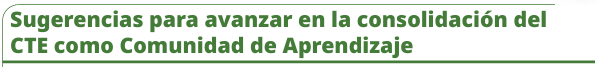 Sugerencias para avanzar en la consolidación del
CTE como Comunidad de Aprendizaje